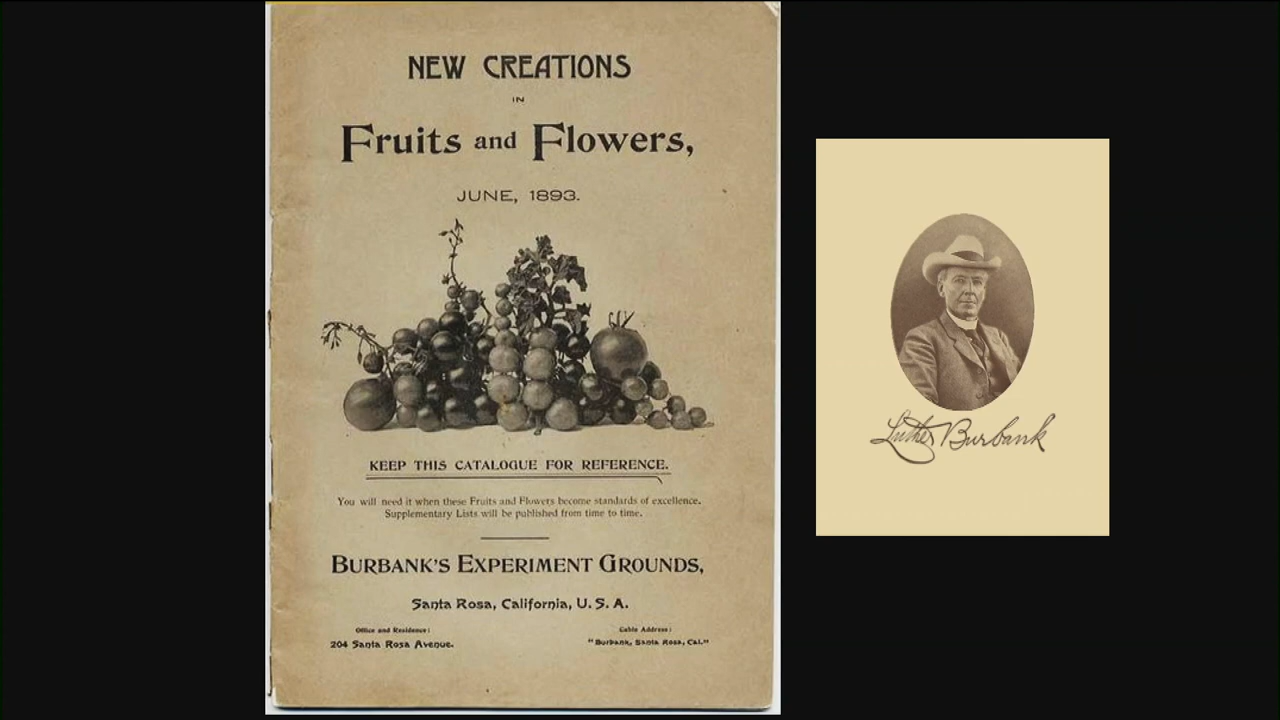 NEW CREATIONS
IN
Fruits and Flowers,
JUNE, 1893.
KEEP THIS CATALOGUE FOR REFERENCE.
You will need it when these Fruits and Flowers become standards of excellence.
Supplementary Lists will be published from time to time.
BURBANK'S EXPERIMENT GROUNDS,
Santa Rosa, California, U. S. A.
Office and Residence:
204 Santa Rosa Avenue.
Cable Address:
"Burbank, Santa Rosa, Cal."
Luther Burbank